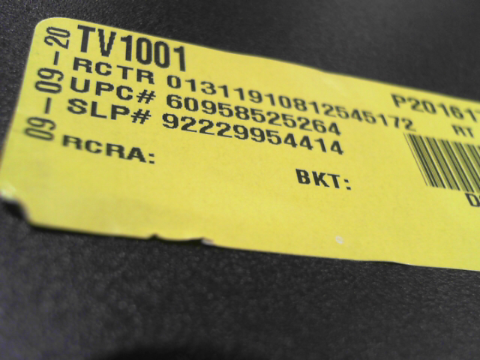 TV1001
RCTR 01311910812545172
UPC# 60958525264
SLP# 92229954414
RCRA:
BKT:
RT
09-09-20